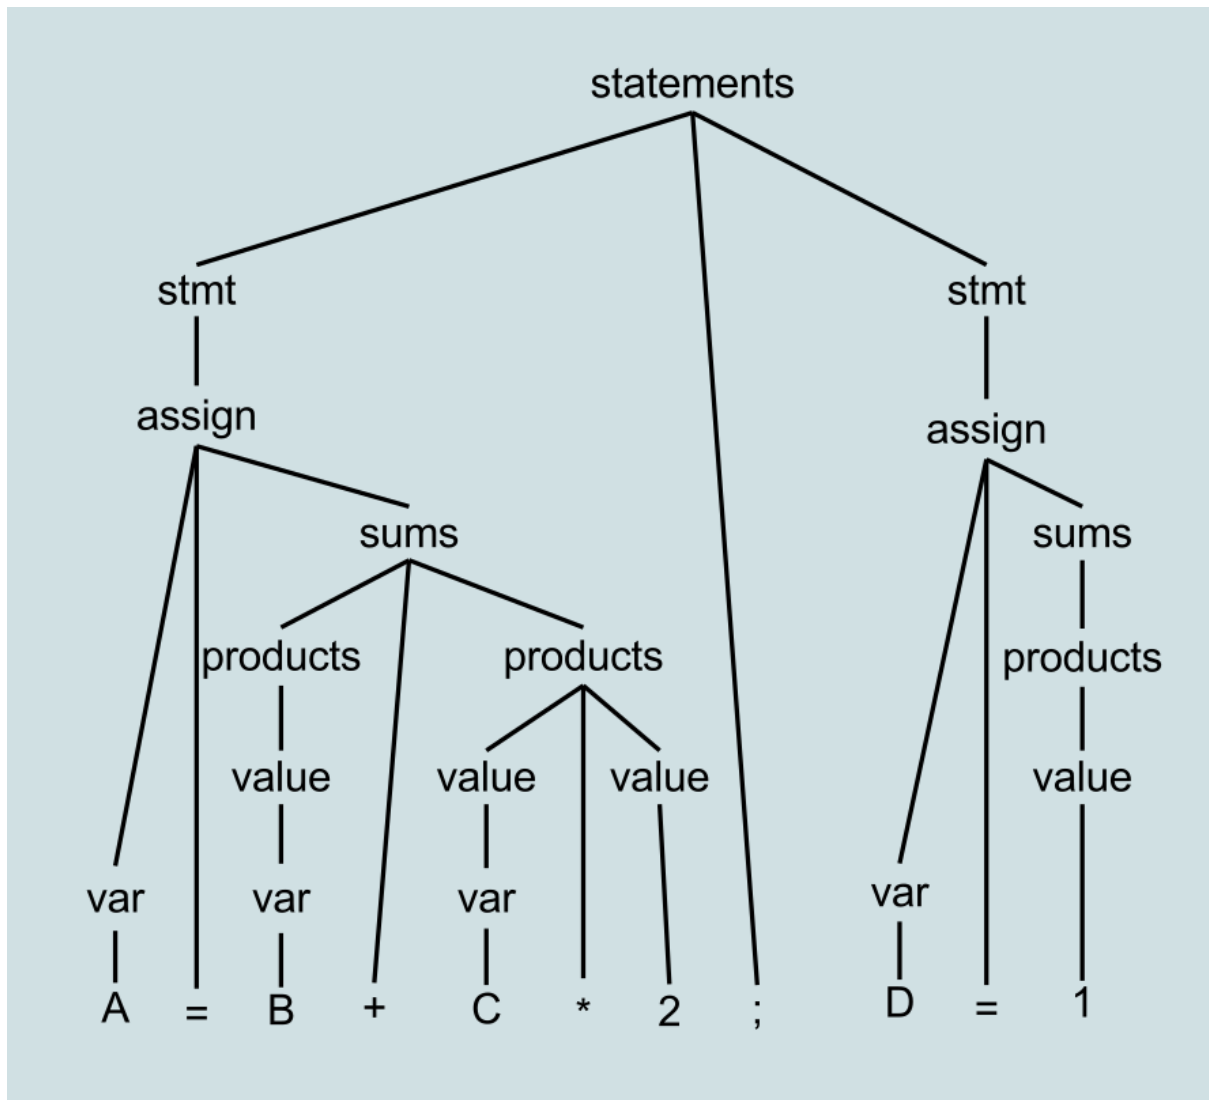 statements
stmt stmt
assign assign
sums sums
products products products
value value value value
var var var var
A = B + C * 2 ; D = 1